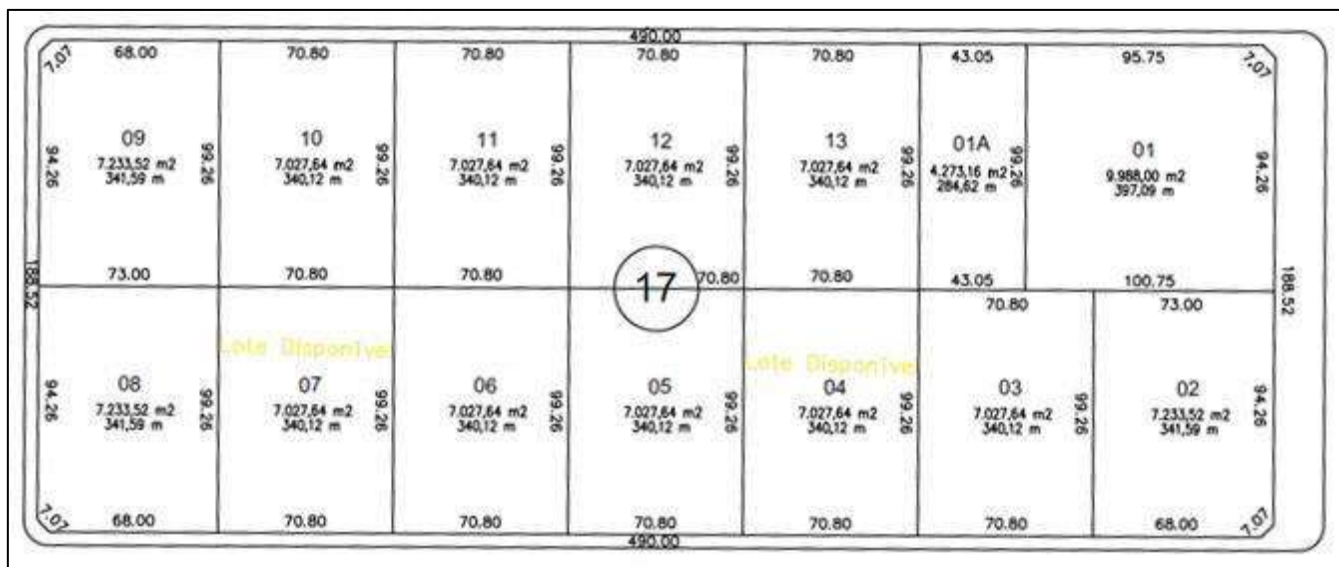 490.00
7.07
68.00
70.80
70.80
70.80
70.80
43.05
95.75
7.07
94.26
09
7.233,52 m2
341,59 m
99.26
10
7.027,64 m2
340,12 m
99.26
11
7.027,64 m2
340,12 m
99.26
12
7.027,64 m2
340,12 m
99.26
13
7.027,64 m2
340,12 m
99.26
01A
4.273,16 m2
284,62 m
99.26
01
9.988,00 m2
397,09 m
94.26
188.52
73.00
70.80
70.80
17
70.80
70.80
43.05
100.75
188.52
70.80
73.00
Lote Disponíve
Lote Disponíve
94.26
08
7.233,52 m2
341,59 m
99.26
07
7.027,64 m2
340,12 m
99.26
06
7.027,64 m2
340,12 m
99.26
05
7.027,64 m2
340,12 m
99.26
04
7.027,64 m2
340,12 m
99.26
03
7.027,64 m2
340,12 m
99.26
02
7.233,52 m2
341,59 m
94.26
7.07
68.00
70.80
70.80
70.80
70.80
70.80
68.00
7.07
490.00